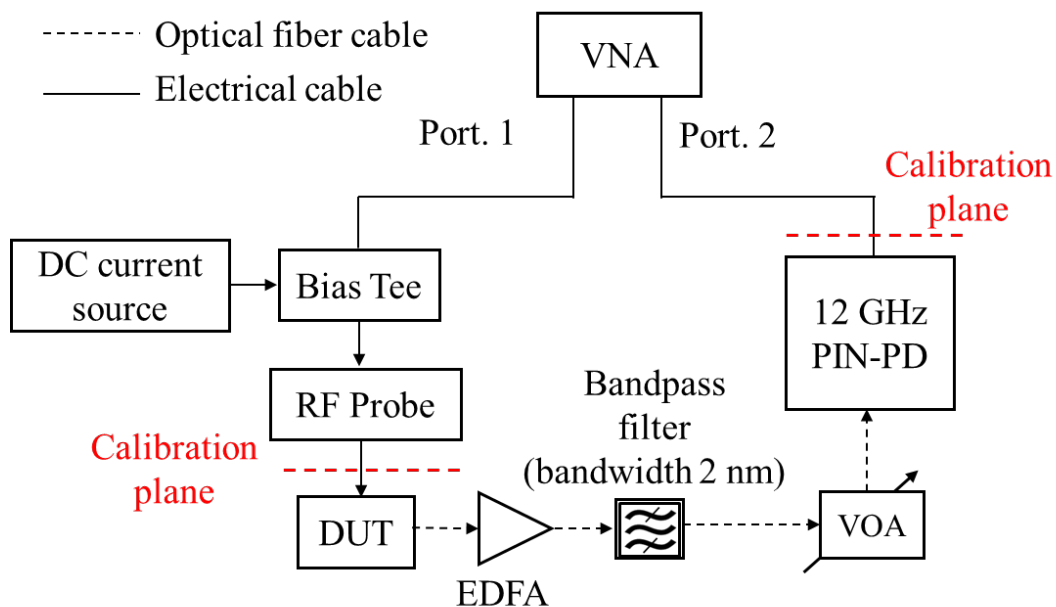 Optical fiber cable
Electrical cable
VNA
Port. 1
Port. 2
Calibration
plane
DC current
source
Bias Tee
12 GHz
PIN-PD
RF Probe
Bandpass
filter
(bandwidth 2 nm)
Calibration
plane
DUT
EDFA
VOA